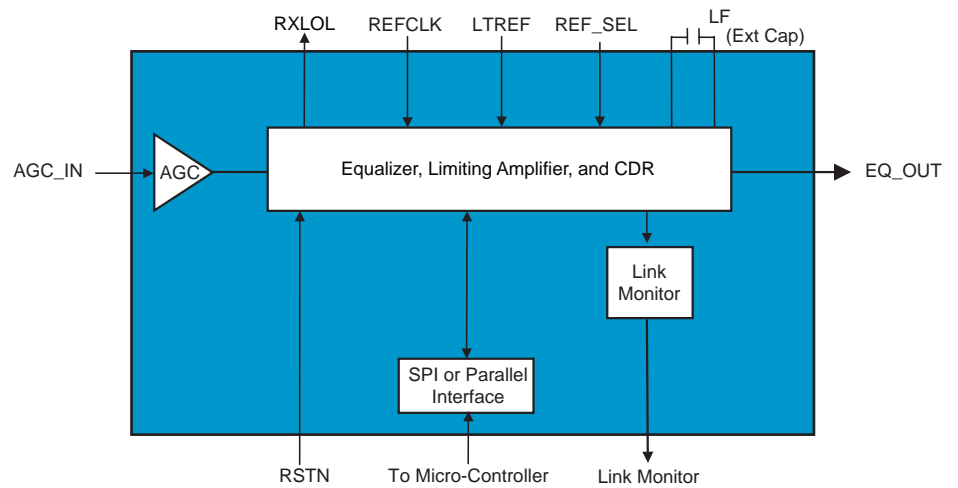 RXLOL
REFCLK
LTREF
REF_SEL
LF
(Ext Cap)
AGC_IN
AGC
Equalizer, Limiting Amplifier, and CDR
EQ_OUT
Link
Monitor
SPI or Parallel
Interface
RSTN
To Micro-Controller
Link Monitor